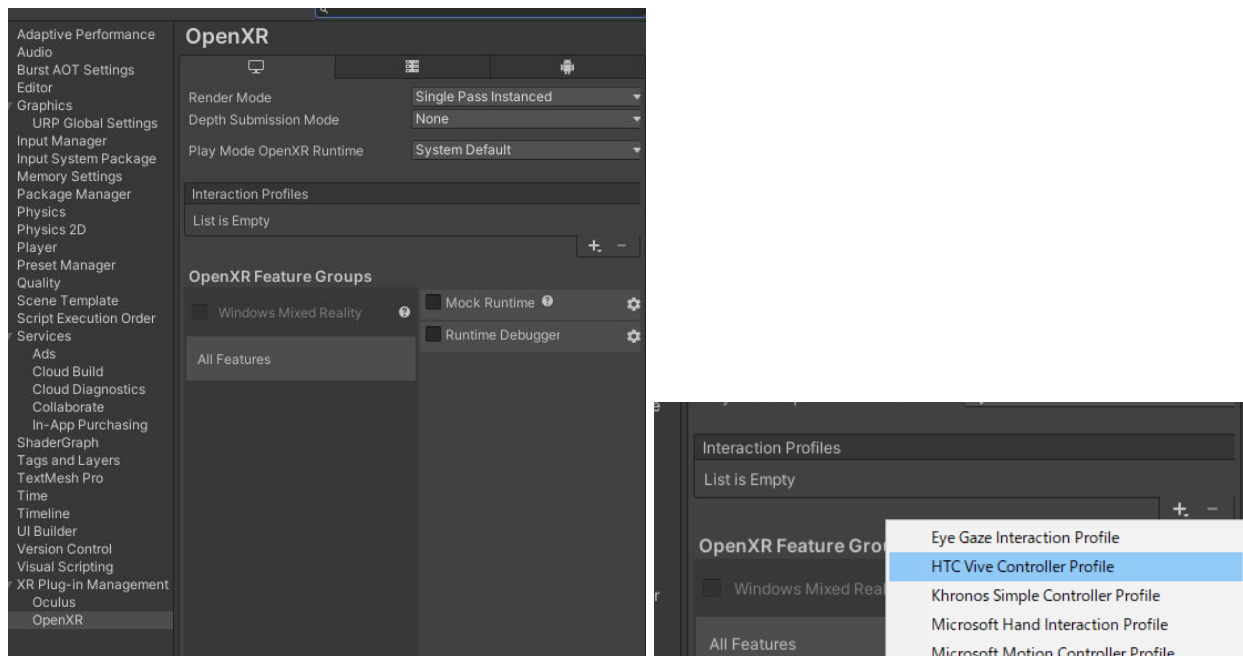 Adaptive Performance
Audio
Burst AOT Settings
Editor
Graphics
URP Global Settings
Input Manager
Input System Package
Memory Settings
Package Manager
Physics
Physics 2D
Player
Preset Manager
Quality
Scene Template
Script Execution Order
Services
Ads
Cloud Build
Cloud Diagnostics
Collaborate
In-App Purchasing
ShaderGraph
Tags and Layers
TextMesh Pro
Time
Timeline
UI Builder
Version Control
Visual Scripting
XR Plug-in Management
Oculus
OpenXR
OpenXR
Render Mode Single Pass Instanced
Depth Submission Mode None
Play Mode OpenXR Runtime System Default
Interaction Profiles
List is Empty
OpenXR Feature Groups
Windows Mixed Reality
All Features
Mock Runtime
Runtime Debugger
Interaction Profiles
List is Empty
OpenXR Feature Grou
Windows Mixed Real
All Features
Eye Gaze Interaction Profile
HTC Vive Controller Profile
Khronos Simple Controller Profile
Microsoft Hand Interaction Profile
Microsoft Motion Controller Profile